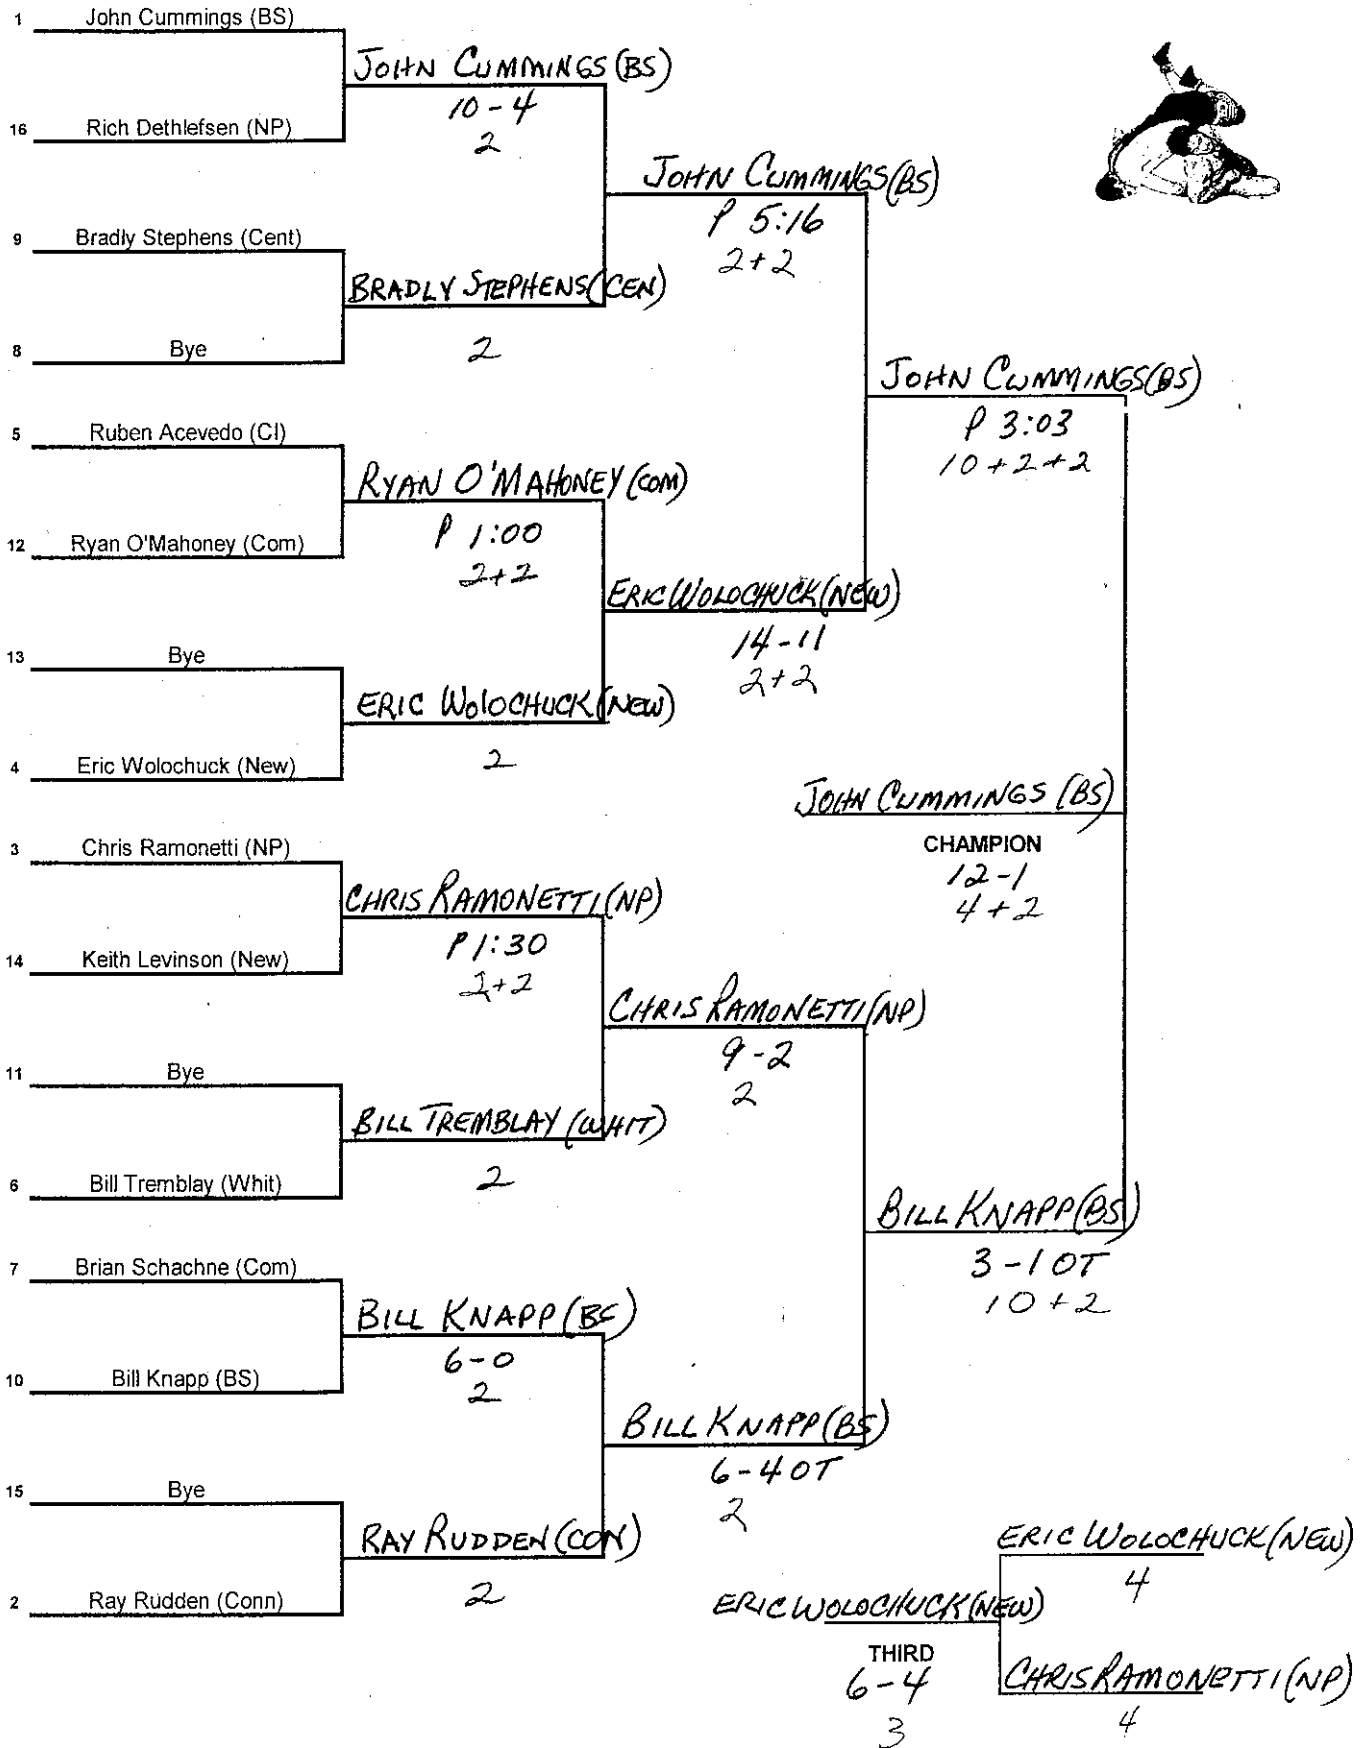 1 John Cummings (BS)
JOHN CUMMINGS (BS)
10-4
16 Rich Dethlefsen (NP)
2
JOHN CUMMINGS (BS)
P 5:16
9 Bradly Stephens (Cent)
2+2
BRADLY STEPHENS (CEN)
8 Bye
2
JOHN CUMMINGS (BS)
P 3:03
5 Ruben Acevedo (CI)
10+2+2
RYAN O'MAHONEY (COM)
P 1:00
12 Ryan O'Mahoney (Com)
2+2
ERIC WOLOCHUCK (NEW)
14-11
13 Bye
2+2
ERIC WOLOCHUCK (NEW)
4 Eric Wolochuck (New)
2
JOHN CUMMINGS (BS)
CHAMPION
12-1
4+2
3 Chris Ramonetti (NP)
CHRIS RAMONETTI (NP)
P 1:30
14 Keith Levinson (New)
2+2
CHRIS RAMONETTI (NP)
9-2
11 Bye
2
BILL TREMBLAY (WHIT)
6 Bill Tremblay (Whit)
2
BILL KNAPP (BS)
3-1 OT
7 Brian Schachne (Com)
10+2
BILL KNAPP (BS)
6-0
10 Bill Knapp (BS)
2
BILL KNAPP (BS)
6-4 OT
15 Bye
2
RAY RUDDEN (CON)
2 Ray Rudden (Conn)
2
ERIC WOLOCHUCK (NEW)
4
ERIC WOLOCHUCK (NEW)
THIRD
6-4
3
CHRIS RAMONETTI (NP)
4